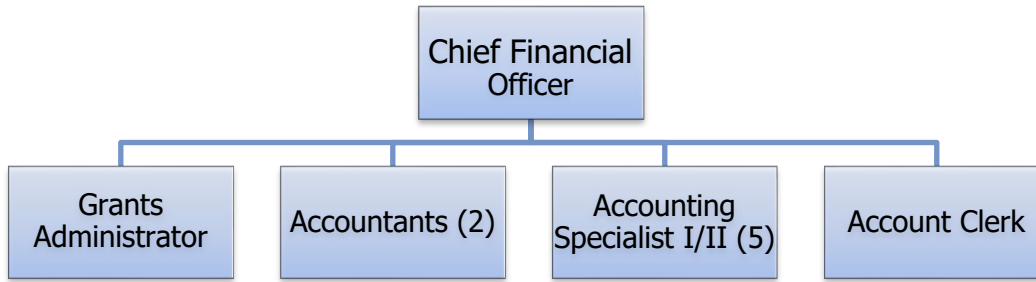 Chief Financial
Officer
Grants
Administrator
Accountants (2)
Accounting
Specialist I/II (5)
Account Clerk